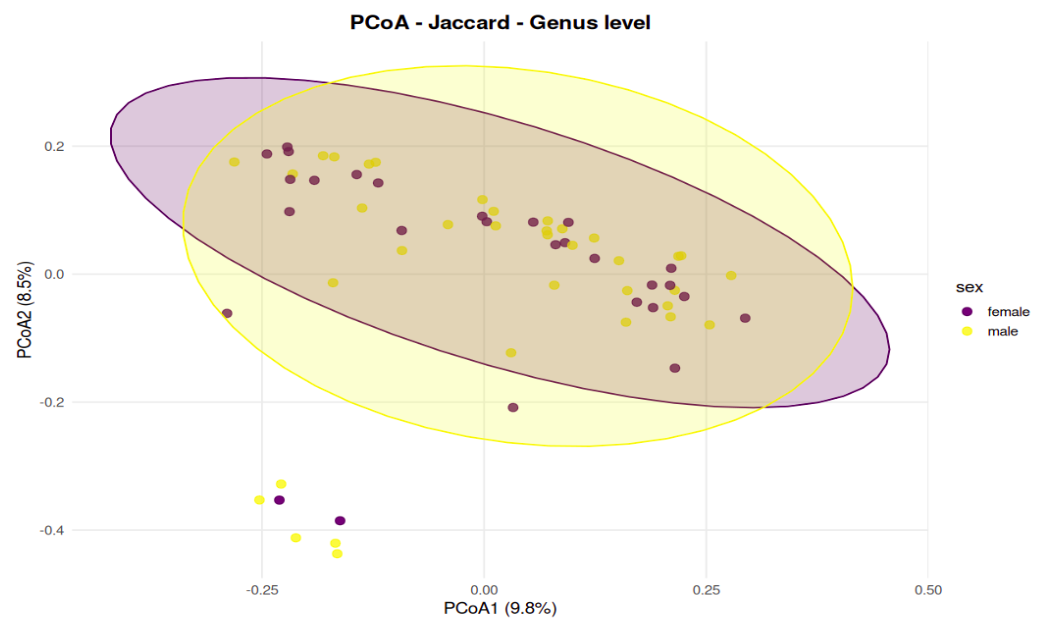 PCoA - Jaccard - Genus level
PCoA2 (8.5%)
0.2
0.0
-0.2
-0.4
-0.25
0.00
0.25
0.50
PCoA1 (9.8%)
sex
female
male